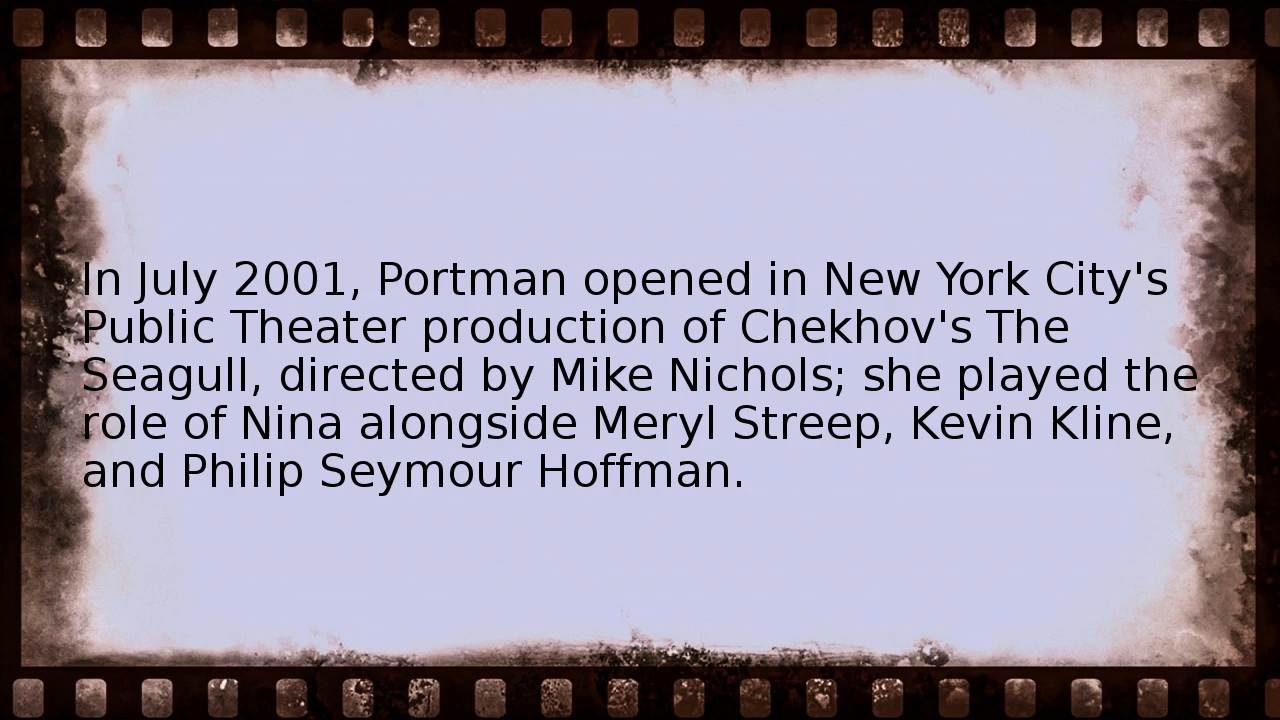 In July 2001, Portman opened in New York City's
Public Theater production of Chekhov's The
Seagull, directed by Mike Nichols; she played the
role of Nina alongside Meryl Streep, Kevin Kline,
and Philip Seymour Hoffman.